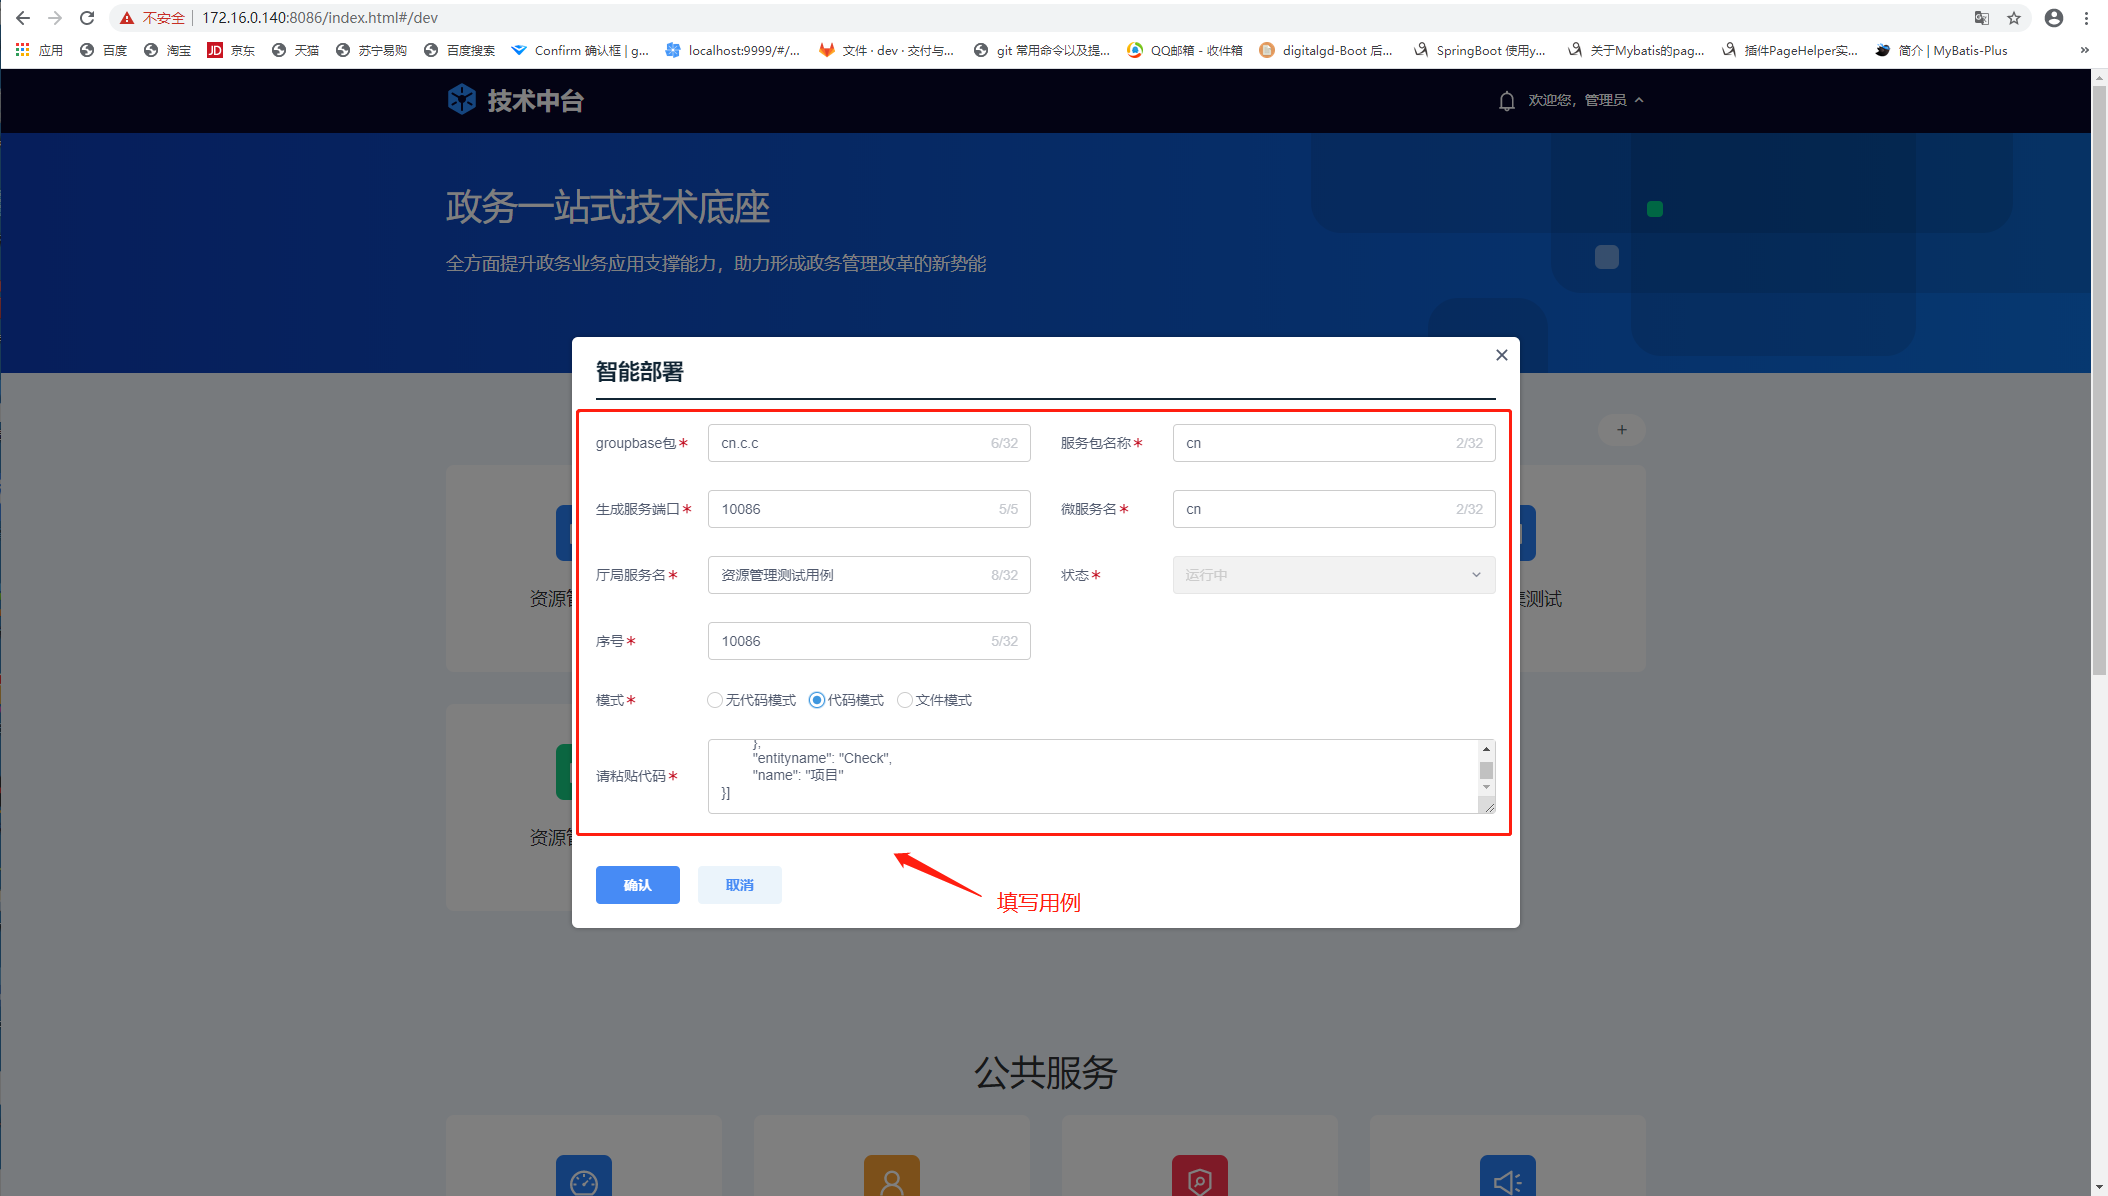 不安全 | 172.16.0.140:8086/index.html#/dev
应用 百度 淘宝 JD 京东 天猫 苏宁易购 百度搜索 Confirm 确认框 | g... localhost:9999/#/... 文件 · dev · 交付与... git 常用命令以及提... QQ邮箱 - 收件箱 digitalgd-Boot 后... SpringBoot 使用y... 关于Mybatis的pag... 插件PageHelper实... 简介 | MyBatis-Plus »
技术中台 欢迎您，管理员
政务一站式技术底座
全方面提升政务业务应用支撑能力，助力形成政务管理改革的新势能
智能部署
groupbase包* cn.c.c 6/32 服务包名称* cn 2/32
生成服务端口* 10086 5/5 微服务名* cn 2/32
厅局服务名* 资源管理测试用例 8/32 状态* 运行中
资源 集测试
序号* 10086 5/32
模式* 无代码模式 代码模式 文件模式
},
"entityname": "Check",
请粘贴代码* "name": "项目"
}]
资源
确认 取消
填写用例
公共服务